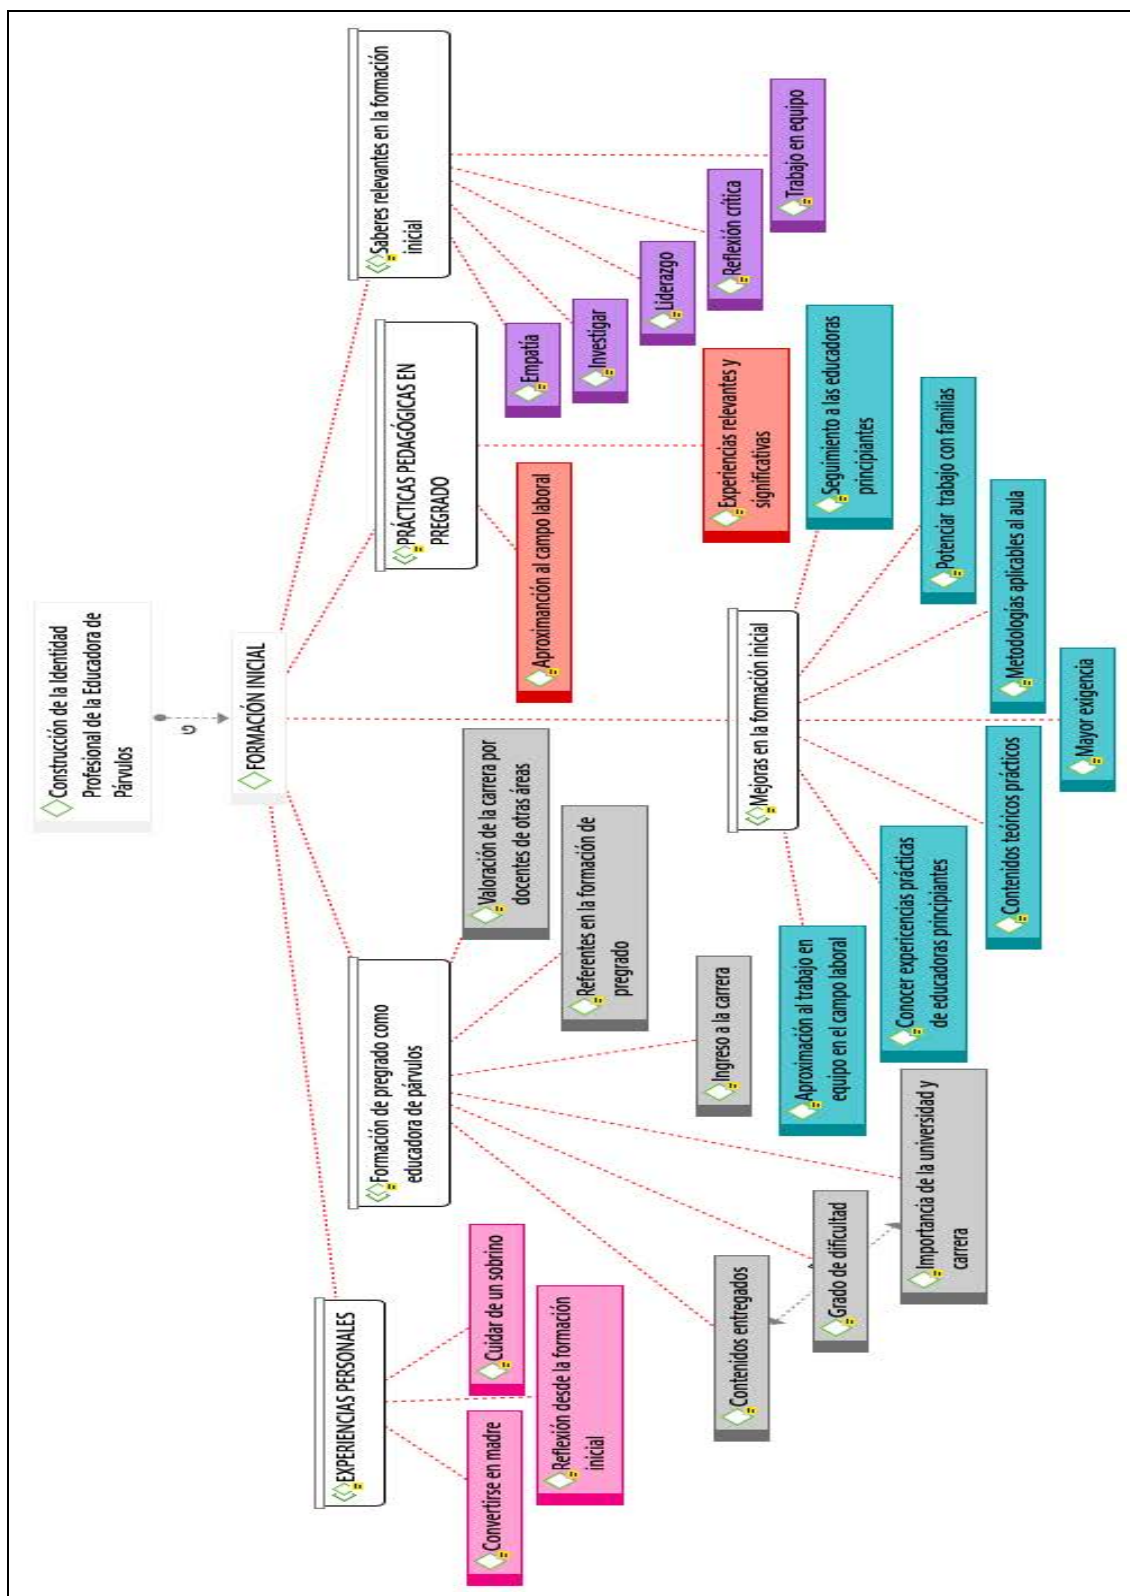 Construcción de la Identidad
Profesional de la Educadora de
Párvulos
G
FORMACIÓN INICIAL
EXPERIENCIAS PERSONALES
Formación de pregrado como
educadora de párvulos
PRÁCTICAS PEDAGÓGICAS EN
PREGRADO
Saberes relevantes en la formación
inicial
Convertirse en madre
Cuidar de un sobrino
Reflexión desde la formación
inicial
Valoración de la carrera por
docentes de otras áreas
Referentes en la formación de
pregrado
Ingreso a la carrera
Contenidos entregados
Grado de dificultad
Importancia de la universidad y
carrera
Aproximanción al campo laboral
Experiencias relevantes y
significativas
Empatía
Investigar
Liderazgo
Reflexión crítica
Trabajo en equipo
Mejoras en la formación inicial
Aproximación al trabajo en
equipo en el campo laboral
Conocer expericencias prácticas
de educadoras principiantes
Contenidos teóricos prácticos
Mayor exigencia
Metodologías aplicables al aula
Potenciar trabajo con familias
Seguimiento a las educadoras
principiantes